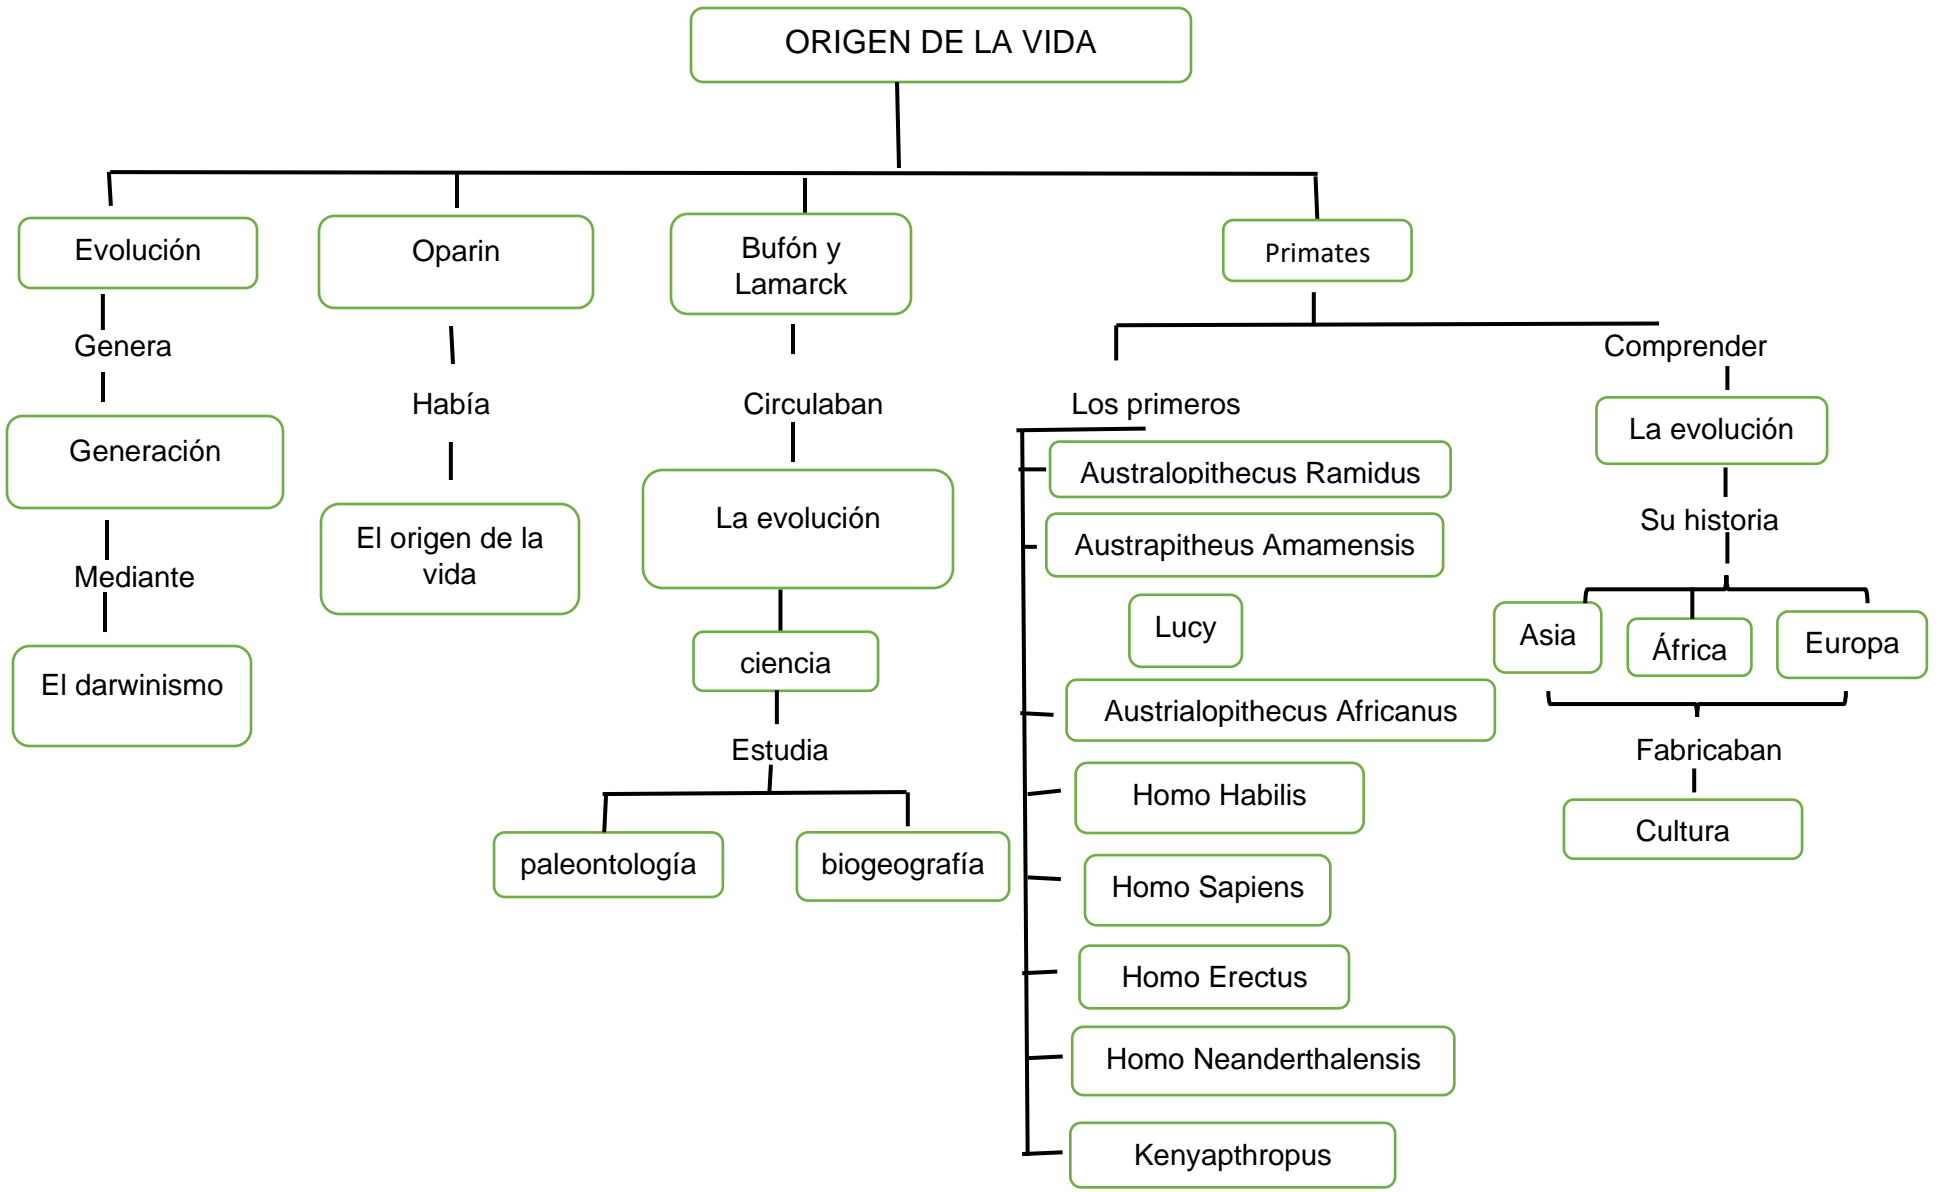 ORIGEN DE LA VIDA
Evolución
Oparin
Bufón y
Lamarck
Primates
Genera
Había
Circulaban
Los primeros
Comprender
Generación
El origen de la
vida
La evolución
La evolución
Mediante
El darwinismo
ciencia
Estudia
paleontología
biogeografía
Australopithecus Ramidus
Austrapitheus Amamensis
Lucy
Austrialopithecus Africanus
Homo Habilis
Homo Sapiens
Homo Erectus
Homo Neanderthalensis
Kenyapthropus
Su historia
Asia
África
Europa
Fabricaban
Cultura